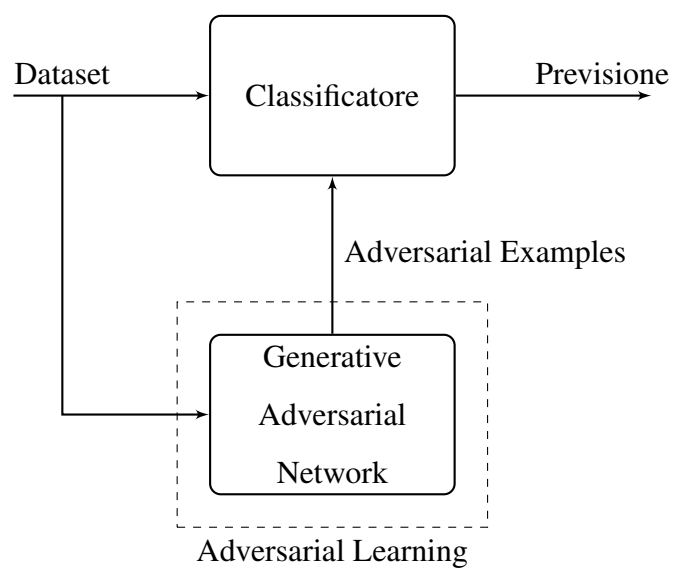 Dataset
Classificatore
Previsione
Adversarial Examples
Generative
Adversarial
Network
Adversarial Learning